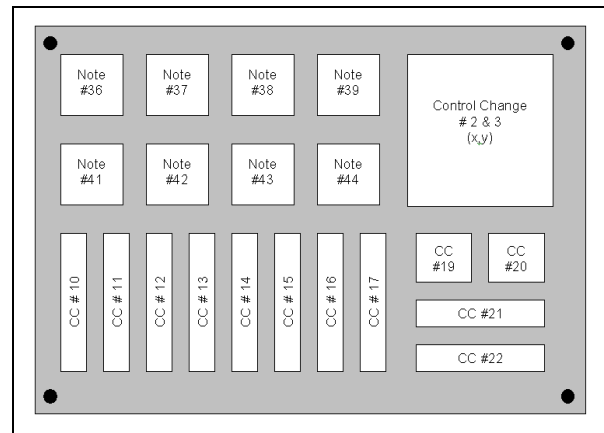 Note
#36
Note
#37
Note
#38
Note
#39
Control Change
# 2 & 3
(x,y)
Note
#41
Note
#42
Note
#43
Note
#44
CC # 10
CC # 11
CC # 12
CC # 13
CC # 14
CC # 15
CC # 16
CC # 17
CC
#19
CC
#20
CC #21
CC #22